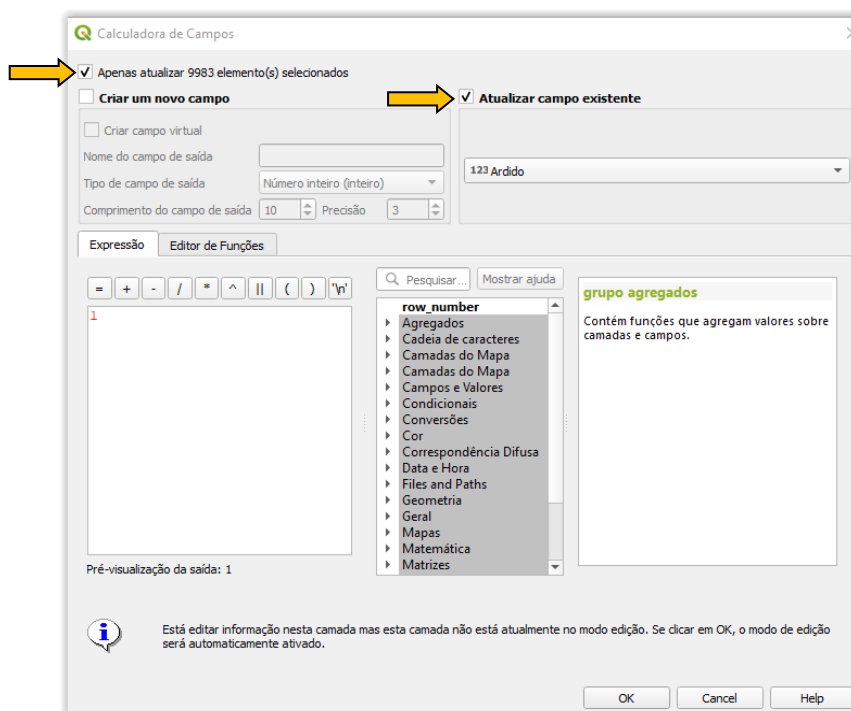 Calculadora de Campos
Apenas atualizar 9983 elemento(s) selecionados
Criar um novo campo
Atualizar campo existente
Criar campo virtual
Nome do campo de saída
123 Ardido
Tipo de campo de saída Número inteiro (inteiro)
Comprimento do campo de saída 10 Precisão 3
Expressão Editor de Funções
= + - / * ^ || ( ) '\n'
Pesquisar... Mostrar ajuda
1
row_number
Agregados
Cadeia de caracteres
Camadas do Mapa
Camadas do Mapa
Campos e Valores
Condicionais
Conversões
Cor
Correspondência Difusa
Data e Hora
Files and Paths
Geometria
Geral
Mapas
Matemática
Matrizes
grupo agregados
Contém funções que agregam valores sobre
camadas e campos.
Pré-visualização da saída: 1
Está editar informação nesta camada mas esta camada não está atualmente no modo edição. Se clicar em OK, o modo de edição
será automaticamente ativado.
OK Cancel Help